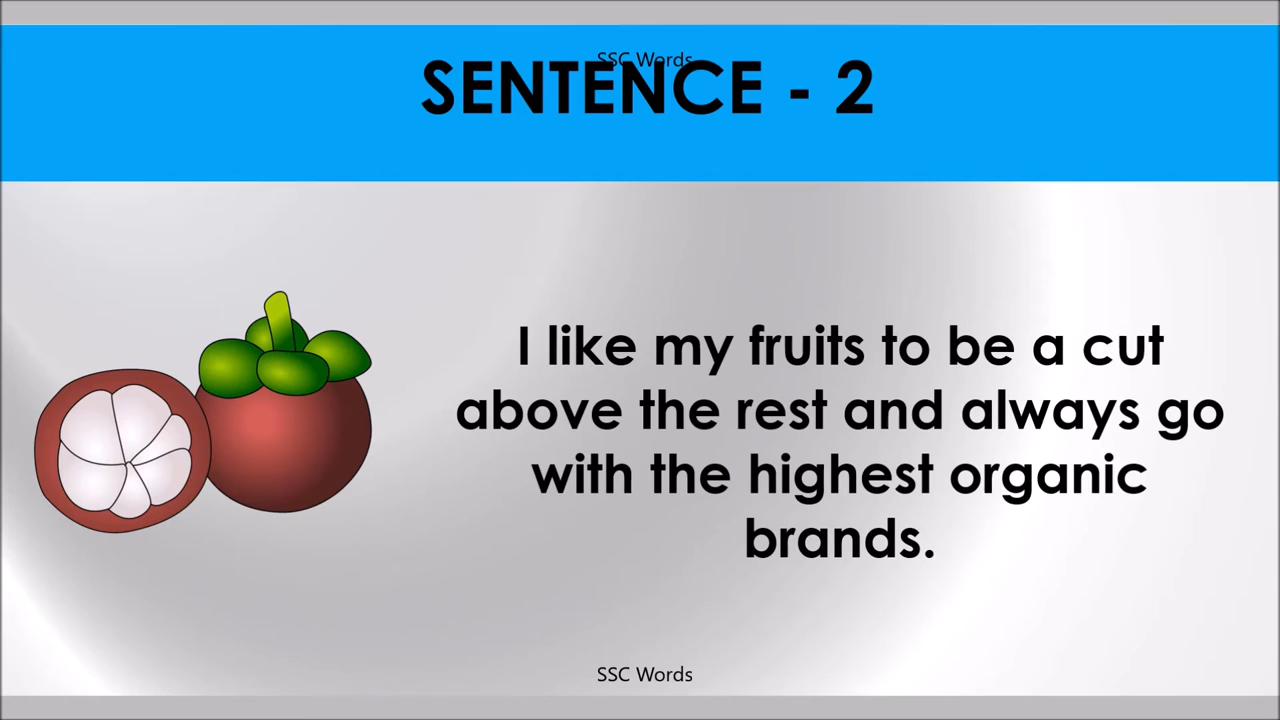 SSC Words
SENTENCE - 2
I like my fruits to be a cut
above the rest and always go
with the highest organic
brands.
SSC Words